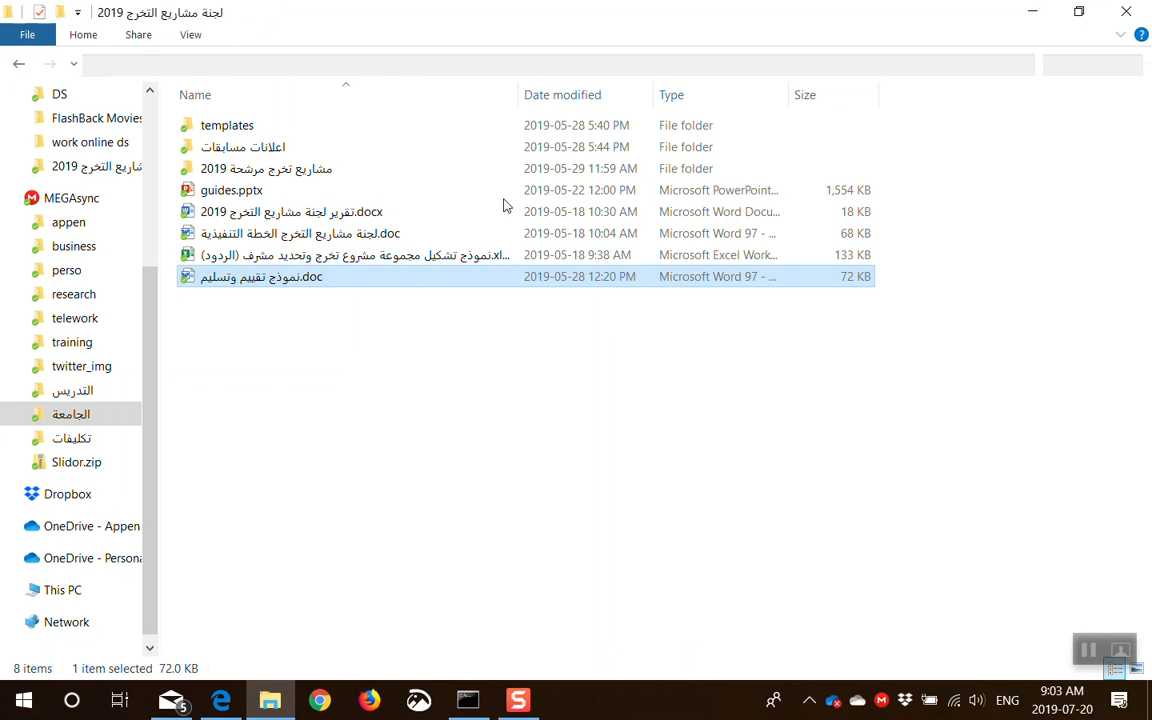 لجنة مشاريع التخرج 2019
File Home Share View
Name Date modified Type Size
templates 2019-05-28 5:40 PM File folder
اعلانات مسابقات 2019-05-28 5:44 PM File folder
مشاريع تخرج مرشحة 2019 2019-05-29 11:59 AM File folder
guides.pptx 2019-05-22 12:00 PM Microsoft PowerPoint... 1,554 KB
تقرير لجنة مشاريع التخرج 2019.docx 2019-05-18 10:30 AM Microsoft Word Docu... 18 KB
لجنة مشاريع التخرج الخطة التنفيذية.doc 2019-05-18 10:04 AM Microsoft Word 97 - ... 68 KB
نموذج تشكيل مجموعة مشروع تخرج وتحديد مشرف (الردود).xl... 2019-05-18 9:38 AM Microsoft Excel Work... 133 KB
نموذج تقييم وتسليم.doc 2019-05-28 12:20 PM Microsoft Word 97 - ... 72 KB
DS
FlashBack Movies
work online ds
شاريع التخرج 2019
MEGAsync
appen
business
perso
research
telework
training
twitter_img
التدريس
الجامعة
تكليفات
Slidor.zip
Dropbox
OneDrive - Appen
OneDrive - Persona
This PC
Network
8 items 1 item selected 72.0 KB
5
ENG
9:03 AM
2019-07-20